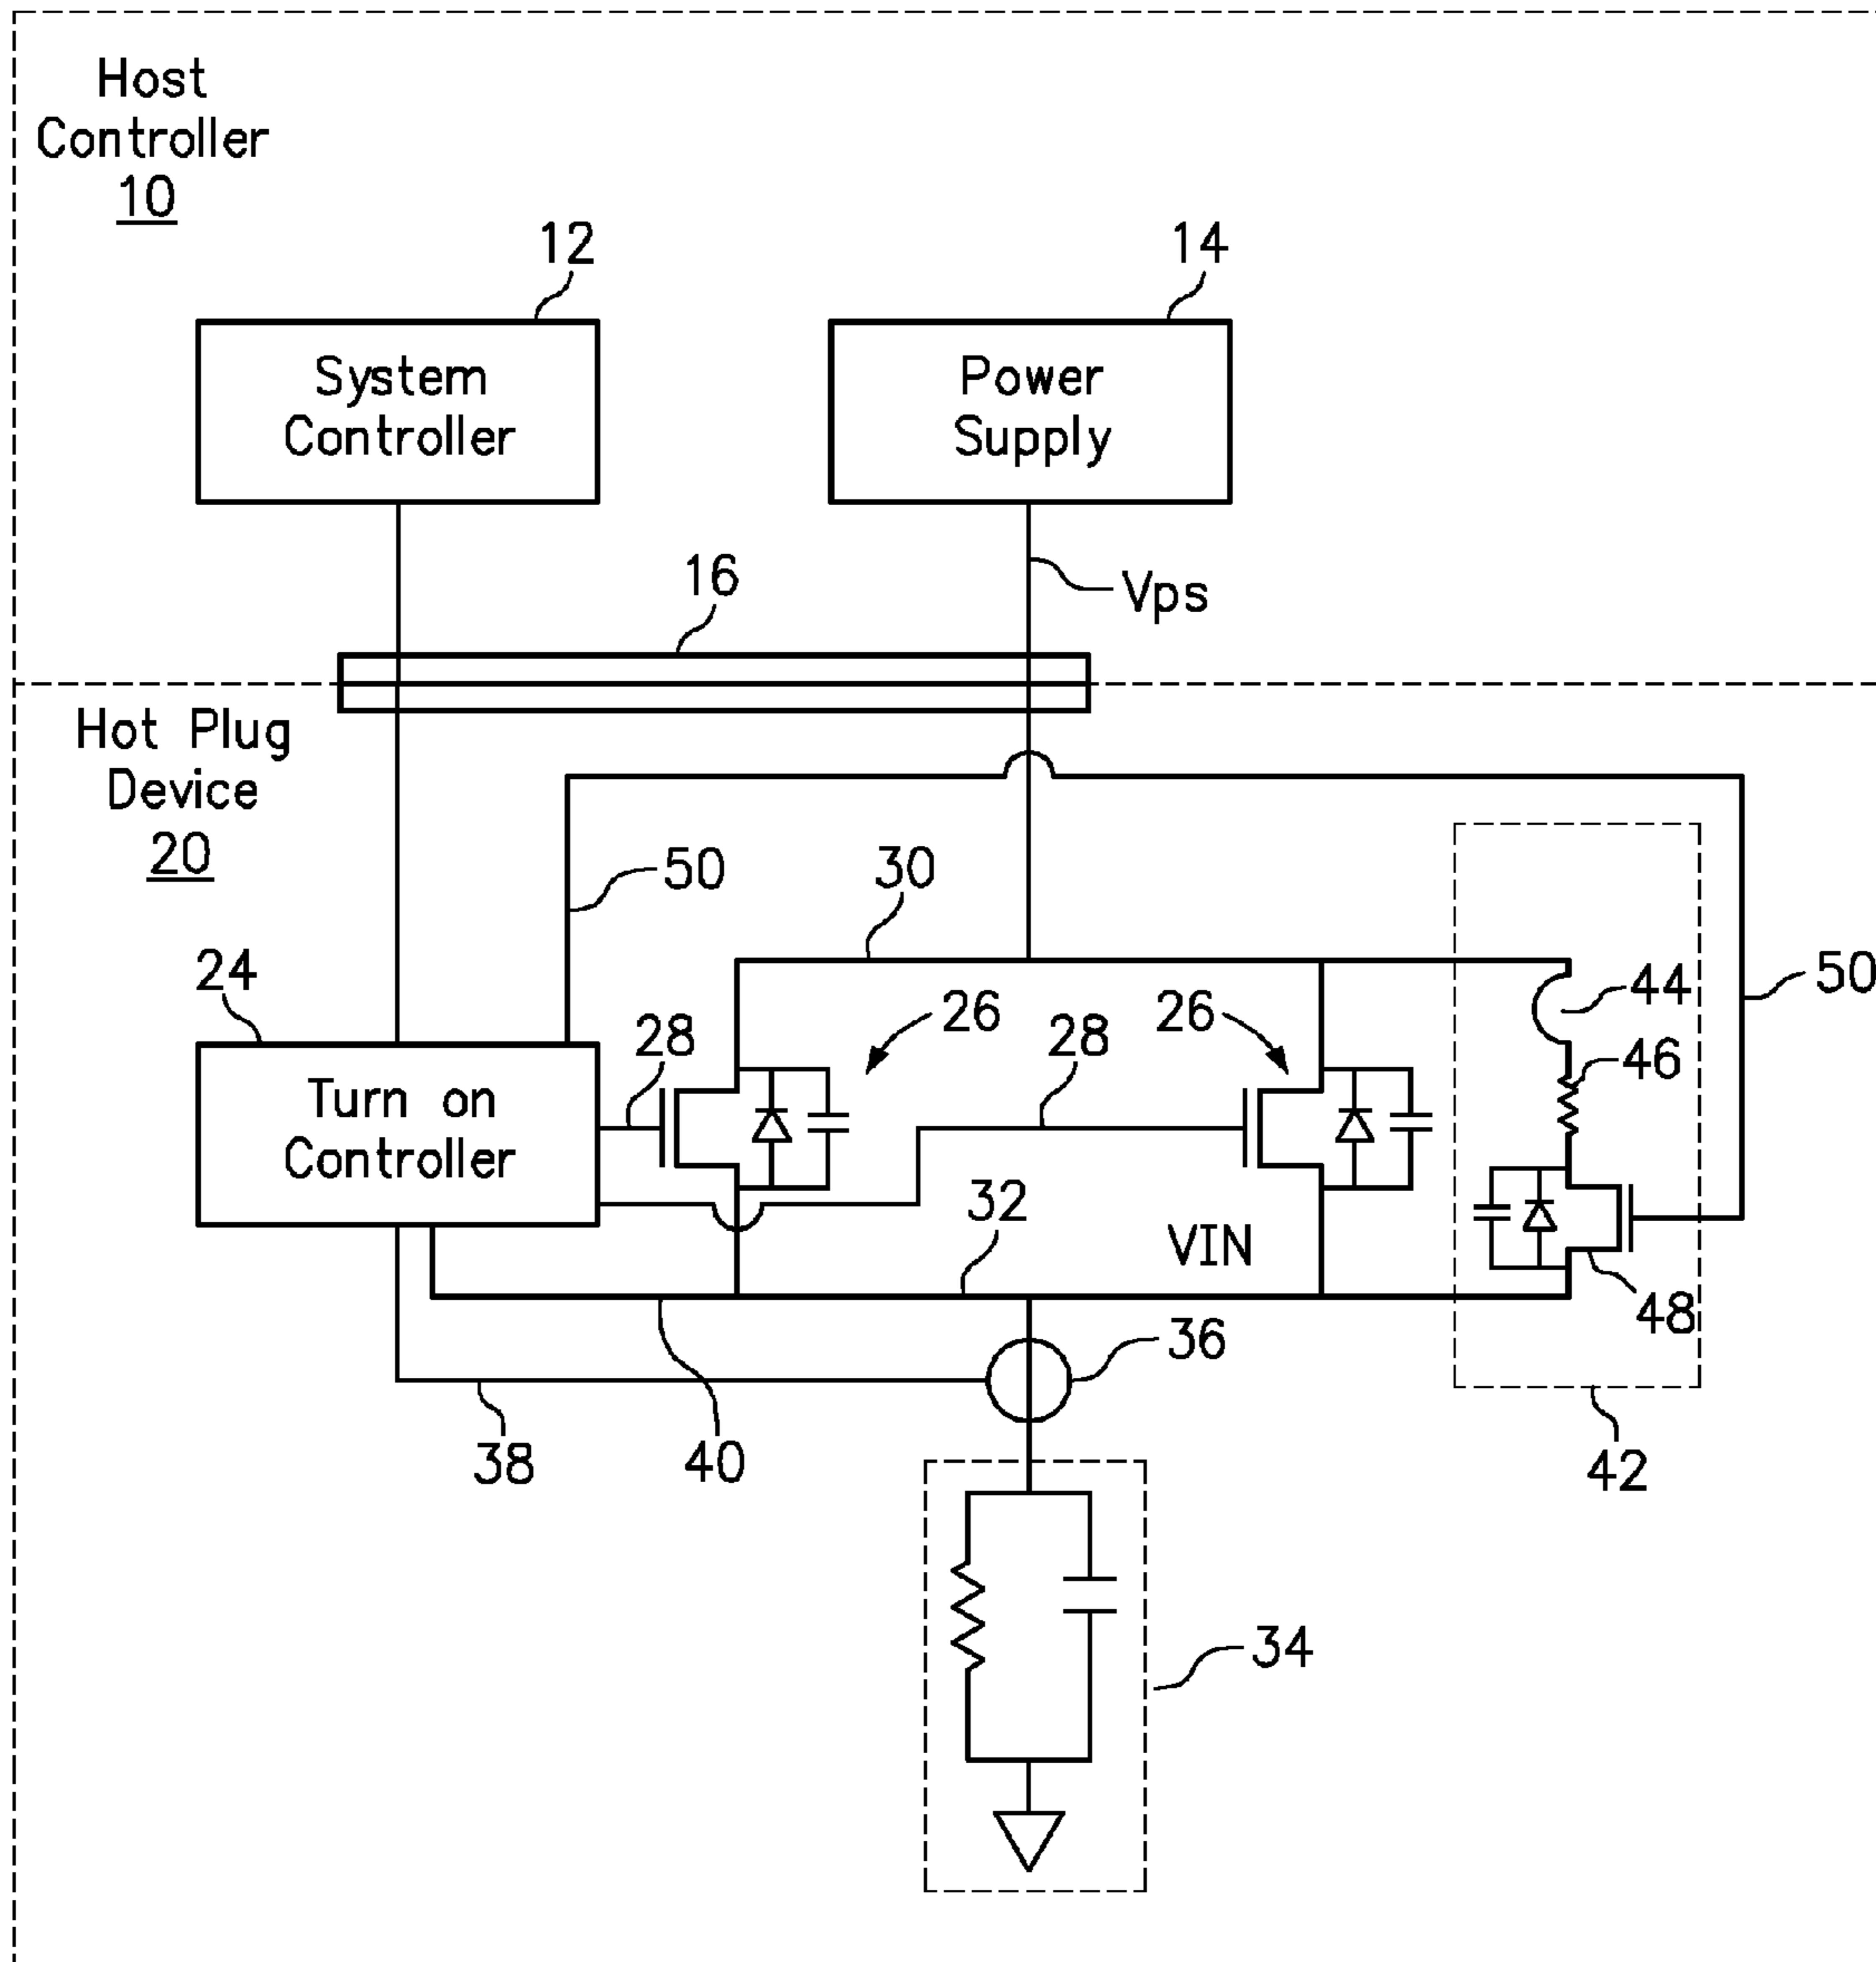 Host
Controller
10
12
14
System
Controller
Power
Supply
16
Vps
Hot Plug
Device
20
50
30
24
26
26
44
50
28
28
46
Turn on
Controller
32
VIN
48
36
38
40
42
34